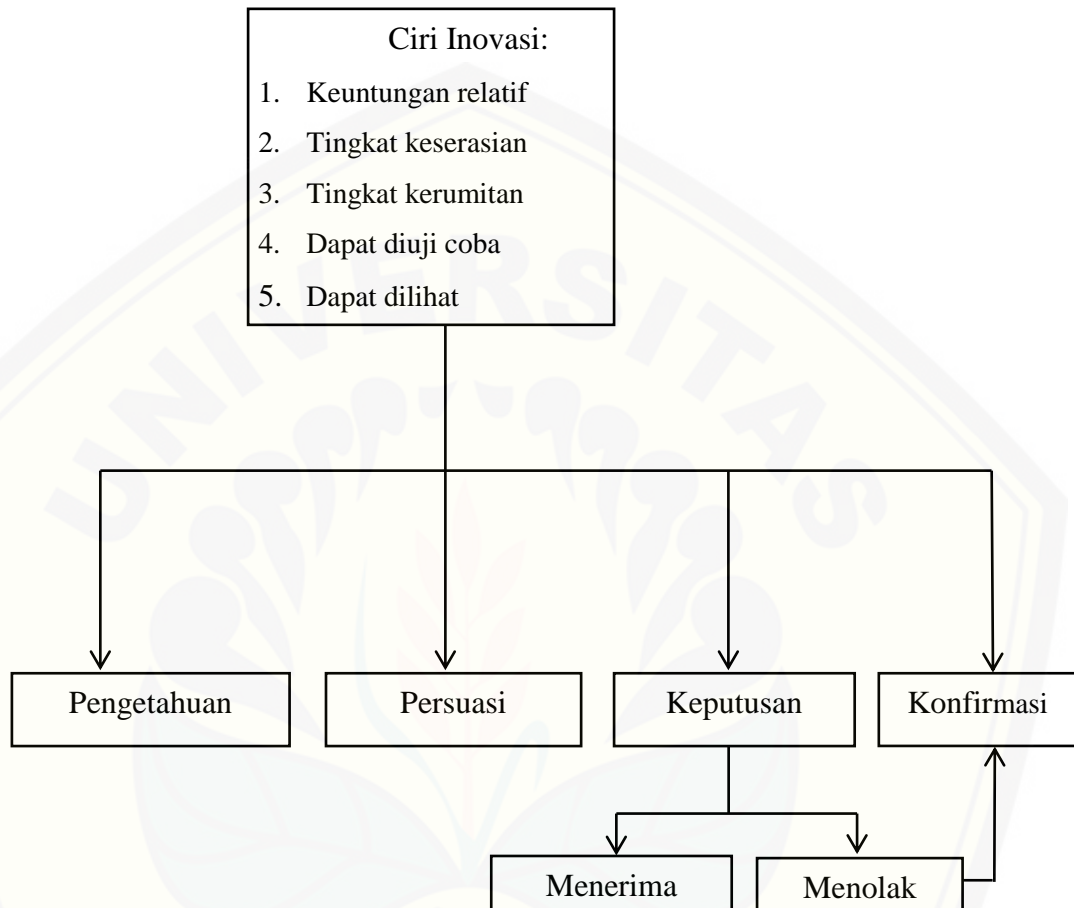 Ciri Inovasi:
1. Keuntungan relatif
2. Tingkat keserasian
3. Tingkat kerumitan
4. Dapat diuji coba
5. Dapat dilihat
UNIVERSITAS
Pengetahuan
Persuasi
Keputusan
Konfirmasi
Menerima
Menolak